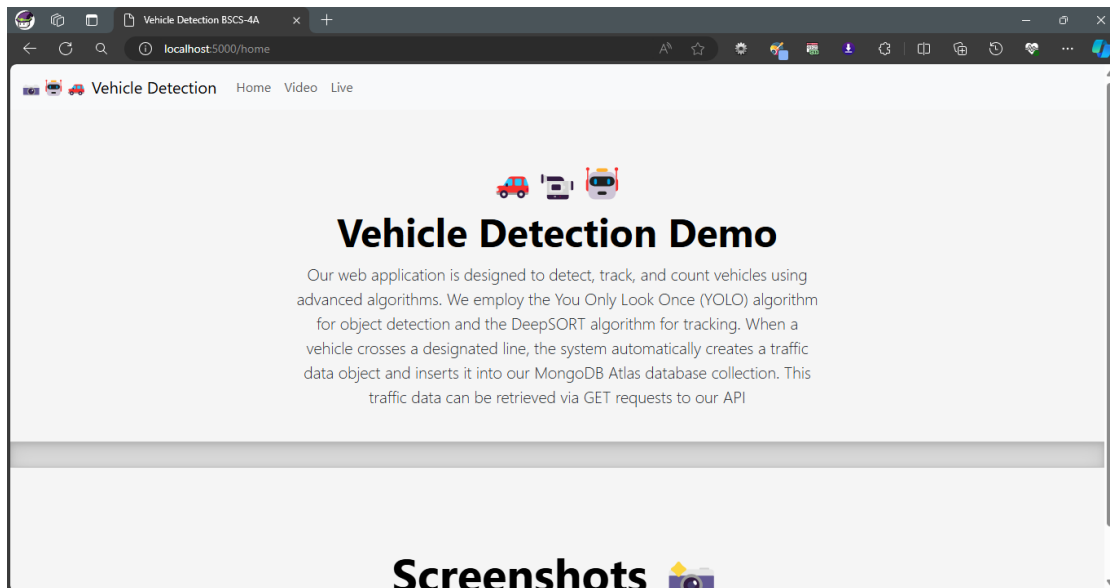 Vehicle Detection BSCS-4A
localhost:5000/home
Vehicle Detection Home Video Live
Vehicle Detection Demo
Our web application is designed to detect, track, and count vehicles using
advanced algorithms. We employ the You Only Look Once (YOLO) algorithm
for object detection and the DeepSORT algorithm for tracking. When a
vehicle crosses a designated line, the system automatically creates a traffic
data object and inserts it into our MongoDB Atlas database collection. This
traffic data can be retrieved via GET requests to our API
Screenshots